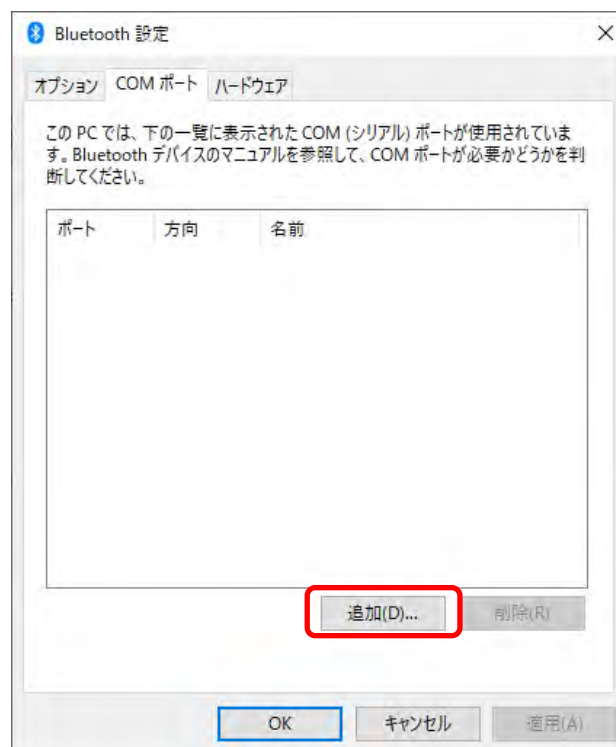 Bluetooth 設定
オプション COM ポート ハードウェア
この PC では、下の一覧に表示された COM (シリアル) ポートが使用されていま
す。Bluetooth デバイスのマニュアルを参照して、COM ポートが必要かどうかを判
断してください。
ポート 方向 名前
追加(D)... 削除(R)
OK キャンセル 適用(A)